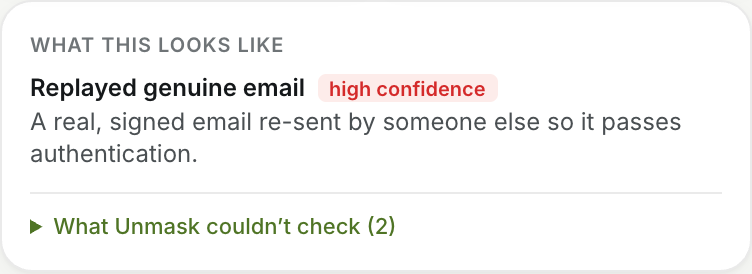 WHAT THIS LOOKS LIKE
Replayed genuine email high confidence
A real, signed email re-sent by someone else so it passes
authentication.
What Unmask couldn’t check (2)